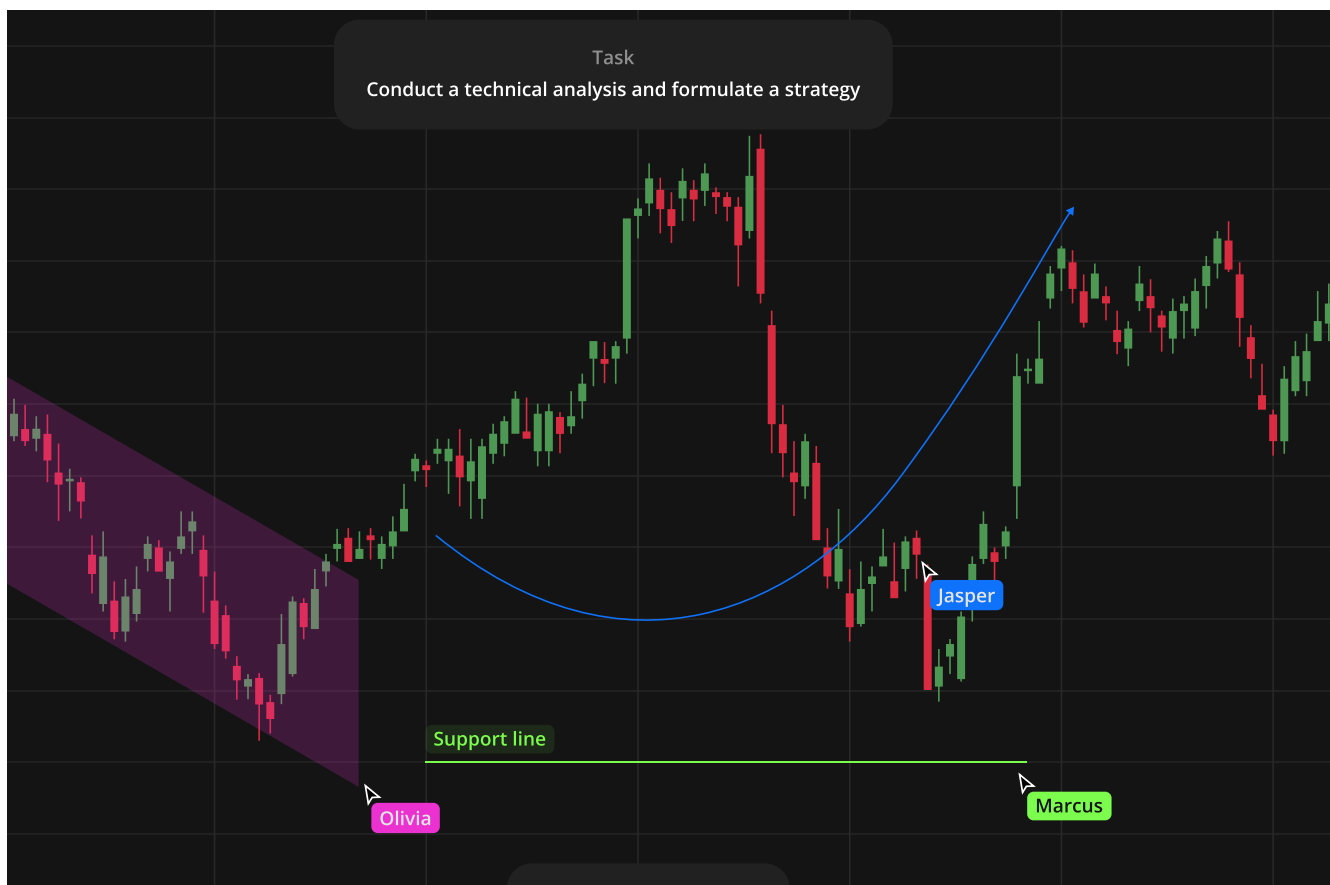 Task
Conduct a technical analysis and formulate a strategy
Jasper
Support line
Marcus
Olivia